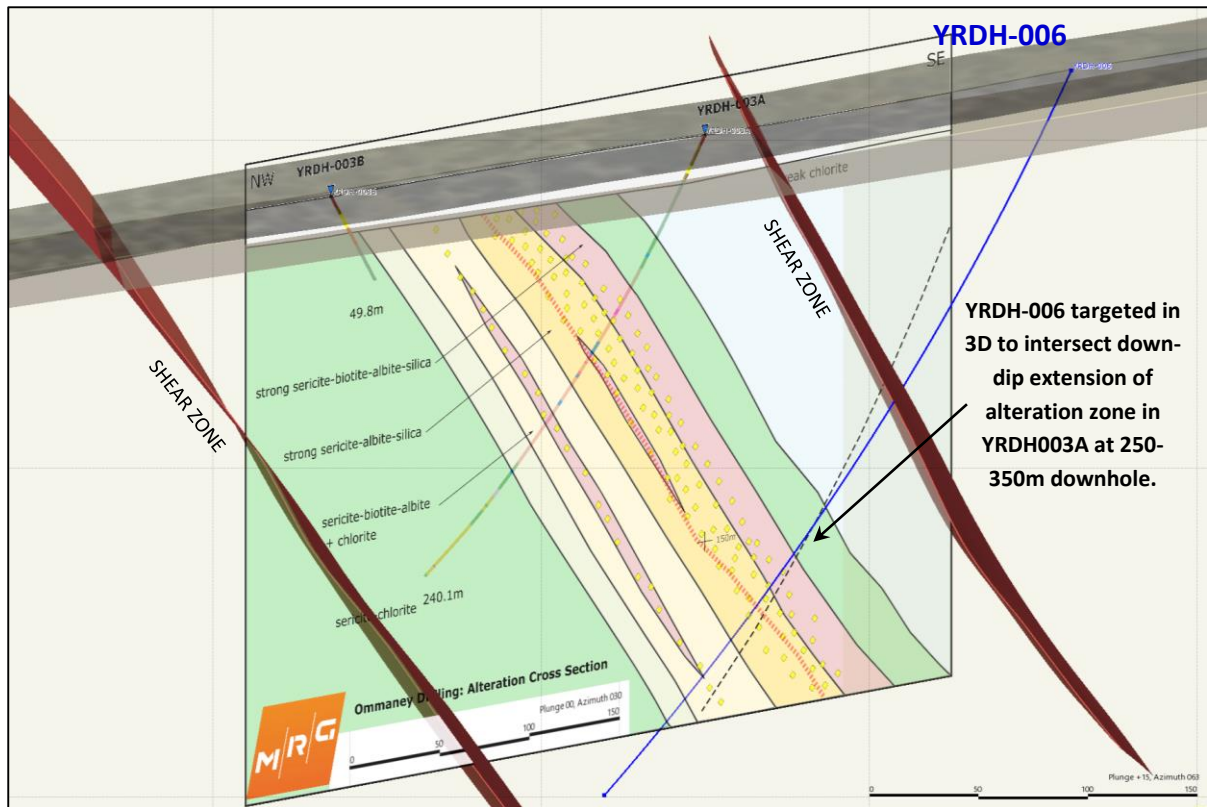 YRDH-006
SE
YRDH-006
YRDH-003A
YRDH-003B
NW
weak chlorite
SHEAR ZONE
49.8m
YRDH-006 targeted in
3D to intersect down-
dip extension of
alteration zone in
YRDH003A at 250-
350m downhole.
SHEAR ZONE
strong sericite-biotite-albite-silica
strong sericite-albite-silica
sericite-biotite-albite
+ chlorite
150m
sericite-chlorite
240.1m
Ommaney Drilling: Alteration Cross Section
Plunge 00, Azimuth 030
0 50 100 150
M/R/G
Plunge +15, Azimuth 063
0 50 100 150